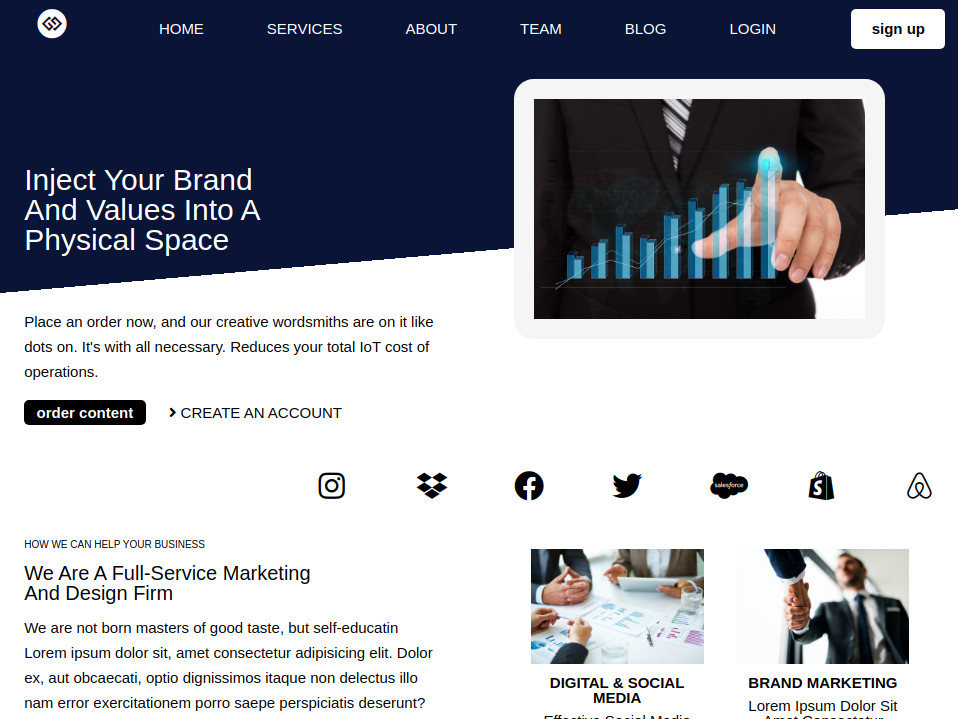 HOME SERVICES ABOUT TEAM BLOG LOGIN sign up
Inject Your Brand
And Values Into A
Physical Space
Place an order now, and our creative wordsmiths are on it like
dots on. It's with all necessary. Reduces your total IoT cost of
operations.
order content CREATE AN ACCOUNT
salesforce
HOW WE CAN HELP YOUR BUSINESS
We Are A Full-Service Marketing
And Design Firm
We are not born masters of good taste, but self-educatin
Lorem ipsum dolor sit, amet consectetur adipisicing elit. Dolor
ex, aut obcaecati, optio dignissimos itaque non delectus illo
nam error exercitationem porro saepe perspiciatis deserunt?
DIGITAL & SOCIAL
MEDIA
Effective Social Media
BRAND MARKETING
Lorem Ipsum Dolor Sit
Amet Consectetur